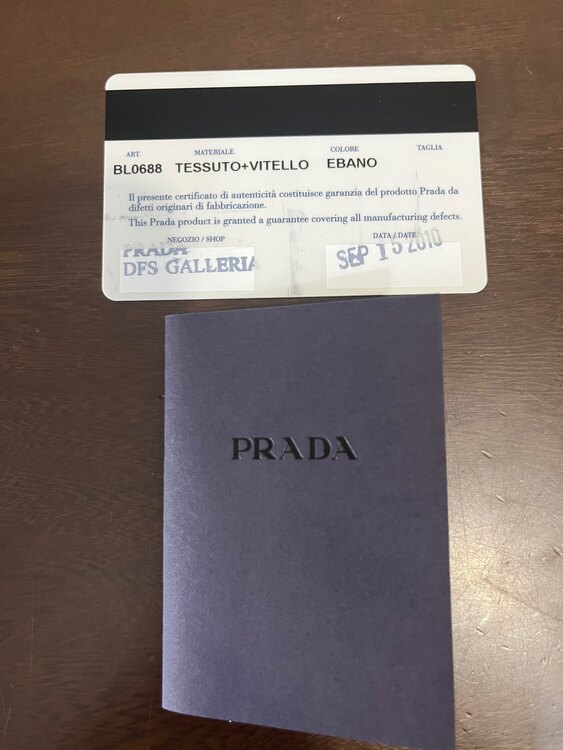 ART. MATERIALE COLORE TAGLIA
BL0688 TESSUTO+VITELLO EBANO
Il presente certificato di autenticità costituisce garanzia del prodotto Prada da
difetti originari di fabbricazione.
This Prada product is granted a guarantee covering all manufacturing defects.
NEGOZIO / SHOP DATA / DATE
PRADA
DFS GALLERIA
SEP 15 2010
PRADA